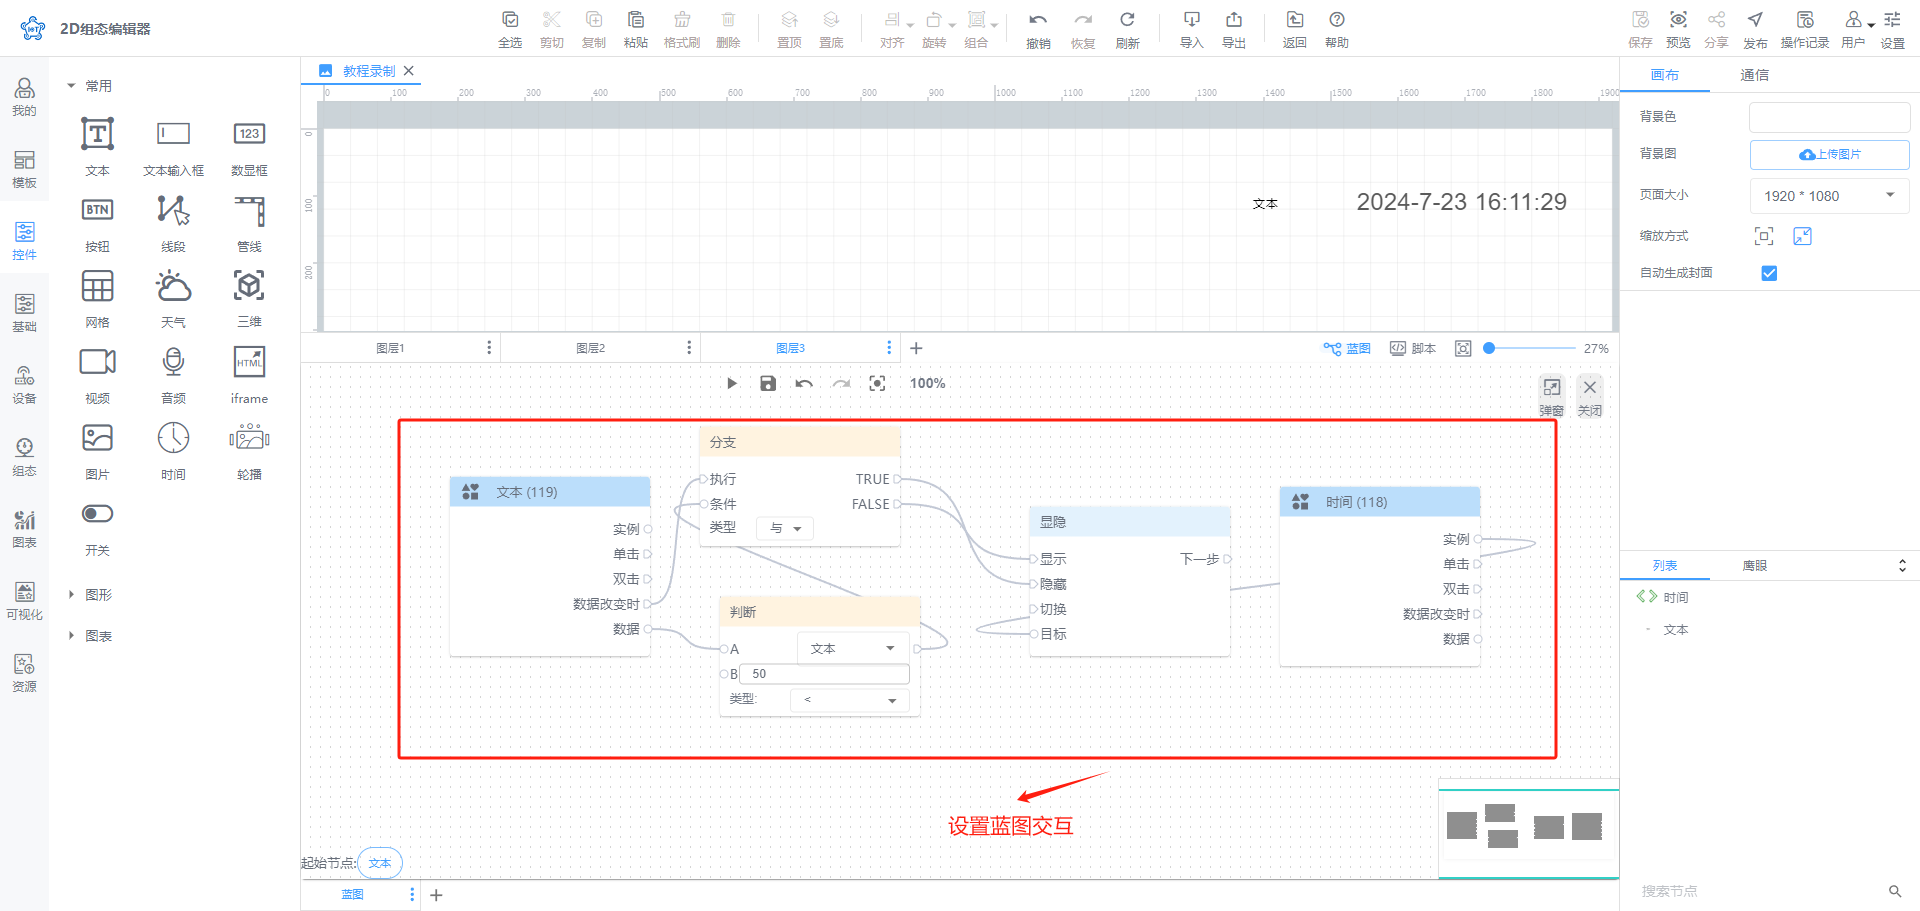 2D组态编辑器
全选 剪切 复制 粘贴 格式刷 删除 置顶 置底 对齐 旋转 组合 撤销 恢复 刷新 导入 导出 返回 帮助
保存 预览 分享 发布 操作记录 用户 设置
我的
模板
控件
基础
设备
组态
图表
可视化
资源
常用
文本 文本输入框 数显框
按钮 线段 管线
网格 天气 三维
视频 音频 iframe
图片 时间 轮播
开关
图形
图表
T
123
BTN
HTML
教程录制
0 100 200 300 400 500 600 700 800 900 1000 1100 1200 1300 1400 1500 1600 1700 1800 1900
0
100
200
文本 2024-7-23 16:11:29
图层1 图层2 图层3
蓝图 脚本 27%
100%
弹窗 关闭
文本 (119)
实例
单击
双击
数据改变时
数据
分支
执行 TRUE
条件 FALSE
类型 与
判断
A 文本
B 50
类型: <
显隐
显示 下一步
隐藏
切换
目标
时间 (118)
实例
单击
双击
数据改变时
数据
设置蓝图交互
起始节点: 文本
蓝图
画布 通信
背景色
背景图 上传图片
页面大小 1920 * 1080
缩放方式
自动生成封面
列表 鹰眼
时间
文本
搜索节点